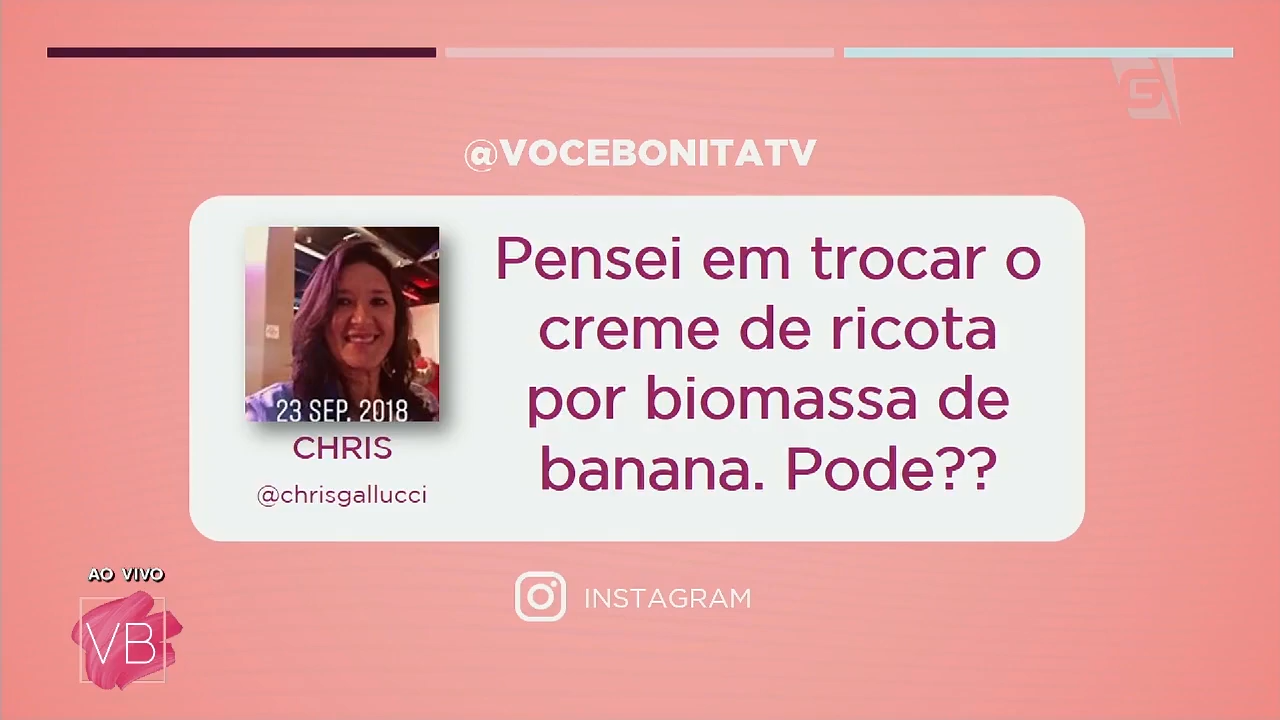 @VOCEBONITATV
Pensei em trocar o
creme de ricota
por biomassa de
banana. Pode??
23 SEP. 2018
CHRIS
@chrisgallucci
AO VIVO
VB
INSTAGRAM